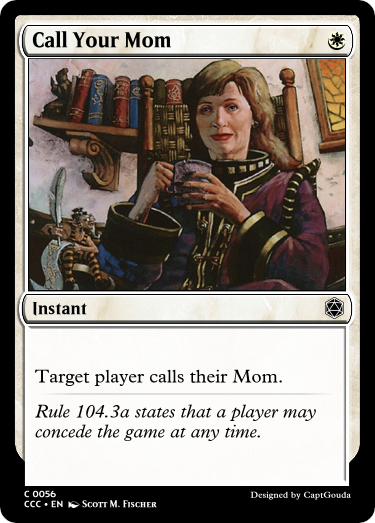 Call Your Mom
Instant
Target player calls their Mom.
Rule 104.3a states that a player may
concede the game at any time.
C 0056
CCC • EN Scott M. Fischer
Designed by CaptGouda